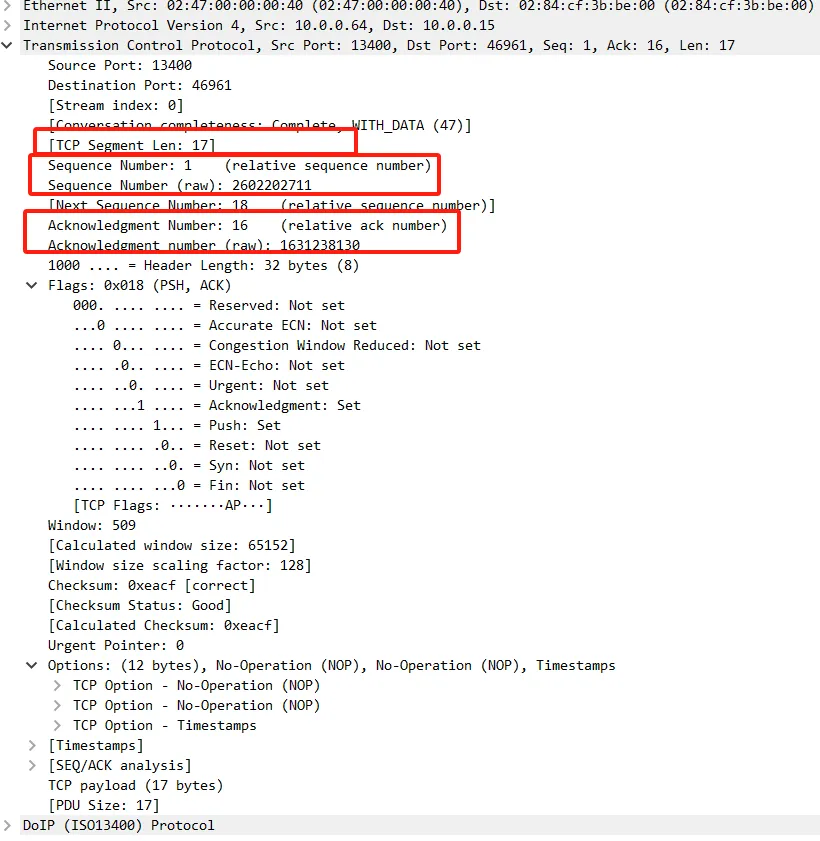 Ethernet II, Src: 02:47:00:00:00:40 (02:47:00:00:00:40), Dst: 02:84:cf:3b:be:00 (02:84:cf:3b:be:00)
Internet Protocol Version 4, Src: 10.0.0.64, Dst: 10.0.0.15
Transmission Control Protocol, Src Port: 13400, Dst Port: 46961, Seq: 1, Ack: 16, Len: 17
Source Port: 13400
Destination Port: 46961
[Stream index: 0]
[Conversation completeness: Complete, WITH_DATA (47)]
[TCP Segment Len: 17]
Sequence Number: 1    (relative sequence number)
Sequence Number (raw): 2602202711
[Next Sequence Number: 18    (relative sequence number)]
Acknowledgment Number: 16    (relative ack number)
Acknowledgment number (raw): 1631238130
1000 .... = Header Length: 32 bytes (8)
Flags: 0x018 (PSH, ACK)
000. .... .... = Reserved: Not set
...0 .... .... = Accurate ECN: Not set
.... 0... .... = Congestion Window Reduced: Not set
.... .0.. .... = ECN-Echo: Not set
.... ..0. .... = Urgent: Not set
.... ...1 .... = Acknowledgment: Set
.... .... 1... = Push: Set
.... .... .0.. = Reset: Not set
.... .... ..0. = Syn: Not set
.... .... ...0 = Fin: Not set
[TCP Flags: ·······AP···]
Window: 509
[Calculated window size: 65152]
[Window size scaling factor: 128]
Checksum: 0xeacf [correct]
[Checksum Status: Good]
[Calculated Checksum: 0xeacf]
Urgent Pointer: 0
Options: (12 bytes), No-Operation (NOP), No-Operation (NOP), Timestamps
TCP Option - No-Operation (NOP)
TCP Option - No-Operation (NOP)
TCP Option - Timestamps
[Timestamps]
[SEQ/ACK analysis]
TCP payload (17 bytes)
[PDU Size: 17]
DoIP (ISO13400) Protocol